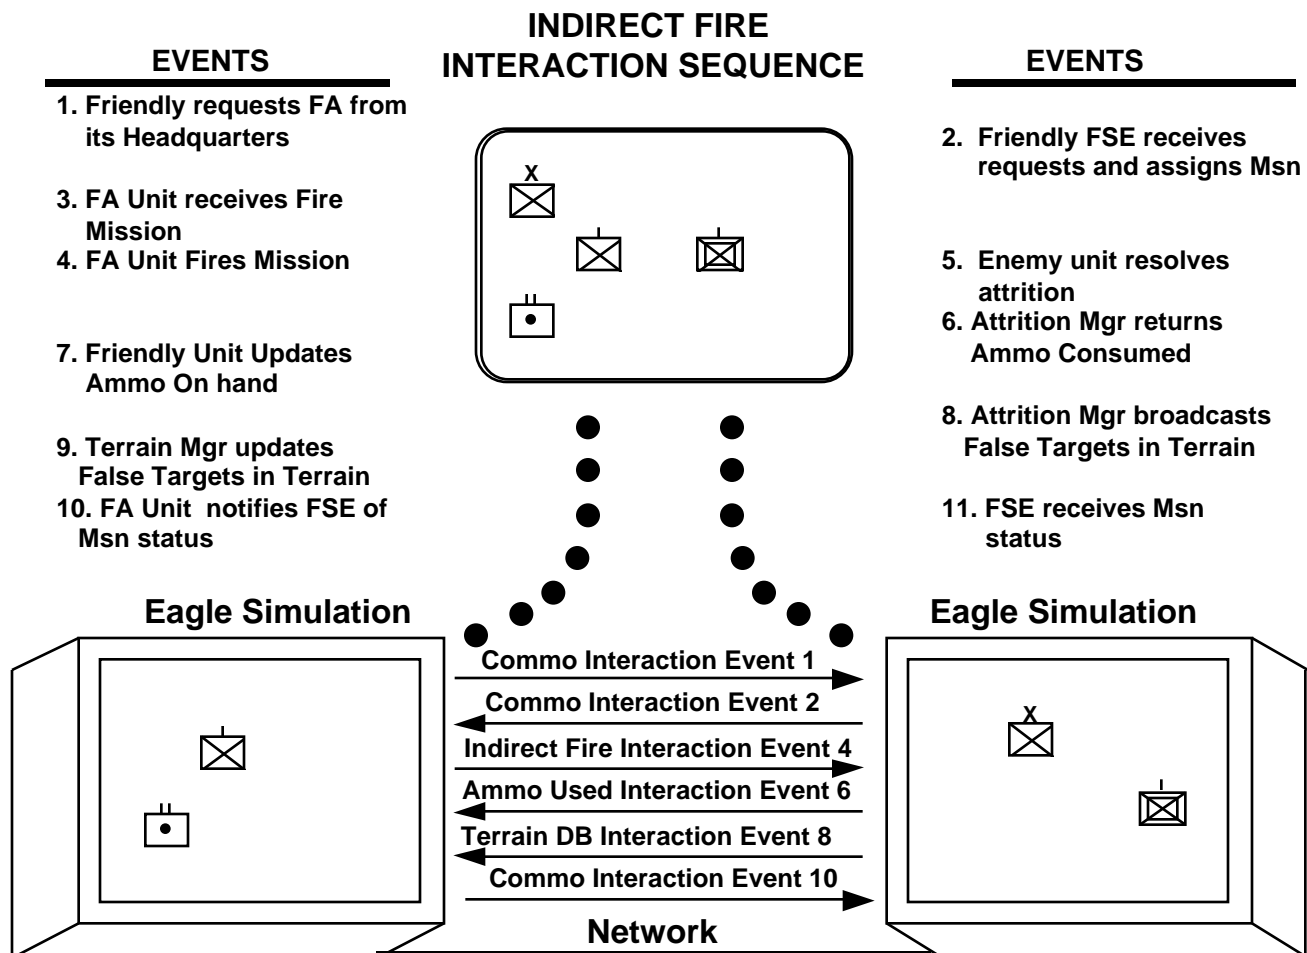 INDIRECT FIRE
INTERACTION SEQUENCE
EVENTS
1. Friendly requests FA from
its Headquarters
3. FA Unit receives Fire
Mission
4. FA Unit Fires Mission
7. Friendly Unit Updates
Ammo On hand
9. Terrain Mgr updates
False Targets in Terrain
10. FA Unit notifies FSE of
Msn status
EVENTS
2. Friendly FSE receives
requests and assigns Msn
5. Enemy unit resolves
attrition
6. Attrition Mgr returns
Ammo Consumed
8. Attrition Mgr broadcasts
False Targets in Terrain
11. FSE receives Msn
status
X
Eagle Simulation
Eagle Simulation
Commo Interaction Event 1
Commo Interaction Event 2
Indirect Fire Interaction Event 4
Ammo Used Interaction Event 6
Terrain DB Interaction Event 8
Commo Interaction Event 10
X
Network